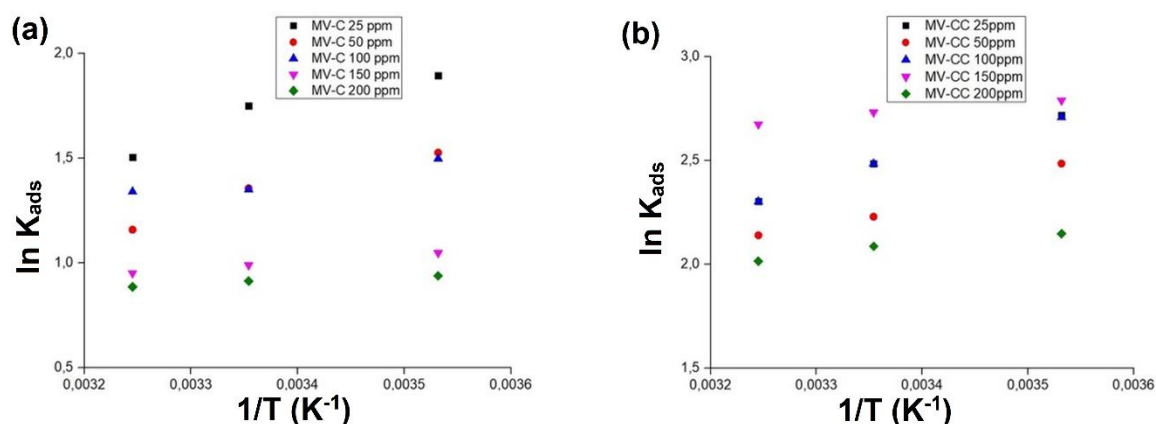 (a)
MV-C 25 ppm
MV-C 50 ppm
MV-C 100 ppm
MV-C 150 ppm
MV-C 200 ppm
2,0
1,5
1,0
0,5
ln Kads
0,0032 0,0033 0,0034 0,0035 0,0036
1/T (K-1)
(b)
MV-CC 25ppm
MV-CC 50ppm
MV-CC 100ppm
MV-CC 150ppm
MV-CC 200ppm
3,0
2,5
2,0
1,5
ln Kads
0,0032 0,0033 0,0034 0,0035 0,0036
1/T (K-1)